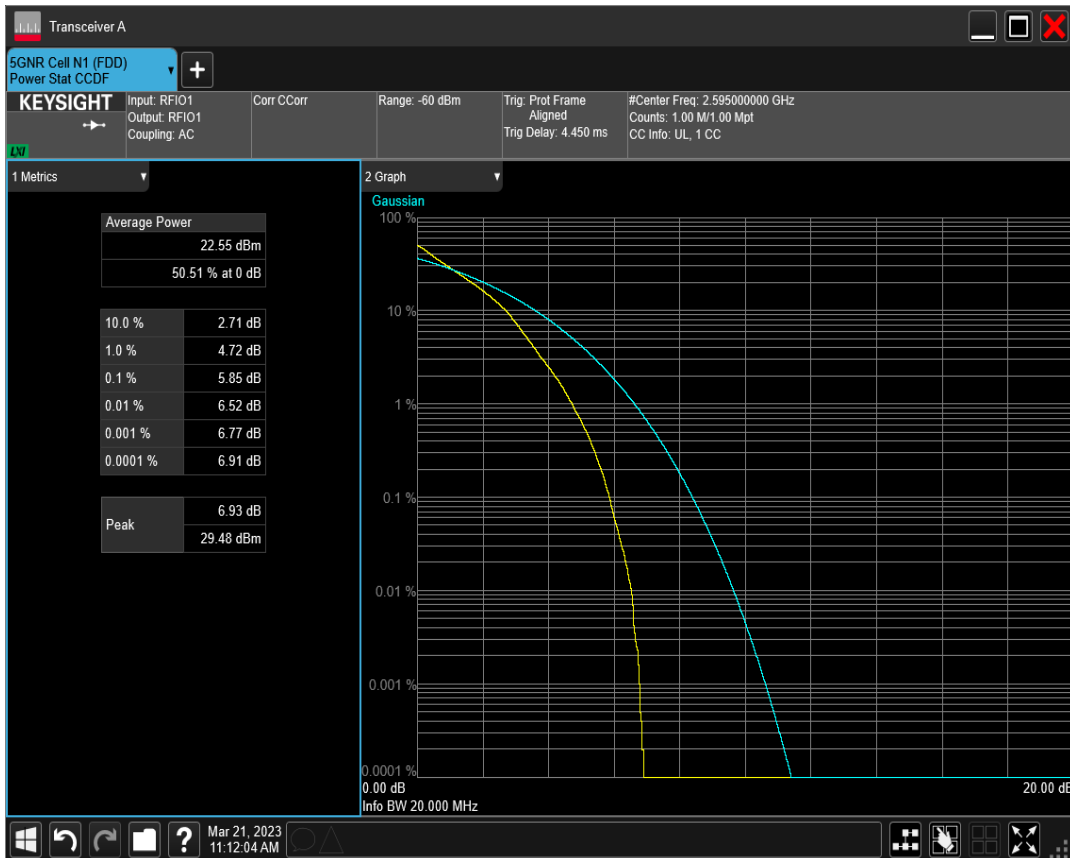 Transceiver A
5GNR Cell N1 (FDD)
Power Stat CCDF
+
KEYSIGHT
LXI
Input: RFIO1
Output: RFIO1
Coupling: AC
Corr CCorr
Range: -60 dBm
Trig: Prot Frame
Aligned
Trig Delay: 4.450 ms
#Center Freq: 2.595000000 GHz
Counts: 1.00 M/1.00 Mpt
CC Info: UL, 1 CC
1 Metrics
Average Power
22.55 dBm
50.51 % at 0 dB
10.0 % 2.71 dB
1.0 % 4.72 dB
0.1 % 5.85 dB
0.01 % 6.52 dB
0.001 % 6.77 dB
0.0001 % 6.91 dB
Peak
6.93 dB
29.48 dBm
2 Graph
Gaussian
100 %
10 %
1 %
0.1 %
0.01 %
0.001 %
0.0001 %
0.00 dB 20.00 dB
Info BW 20.000 MHz
?
Mar 21, 2023
11:12:04 AM